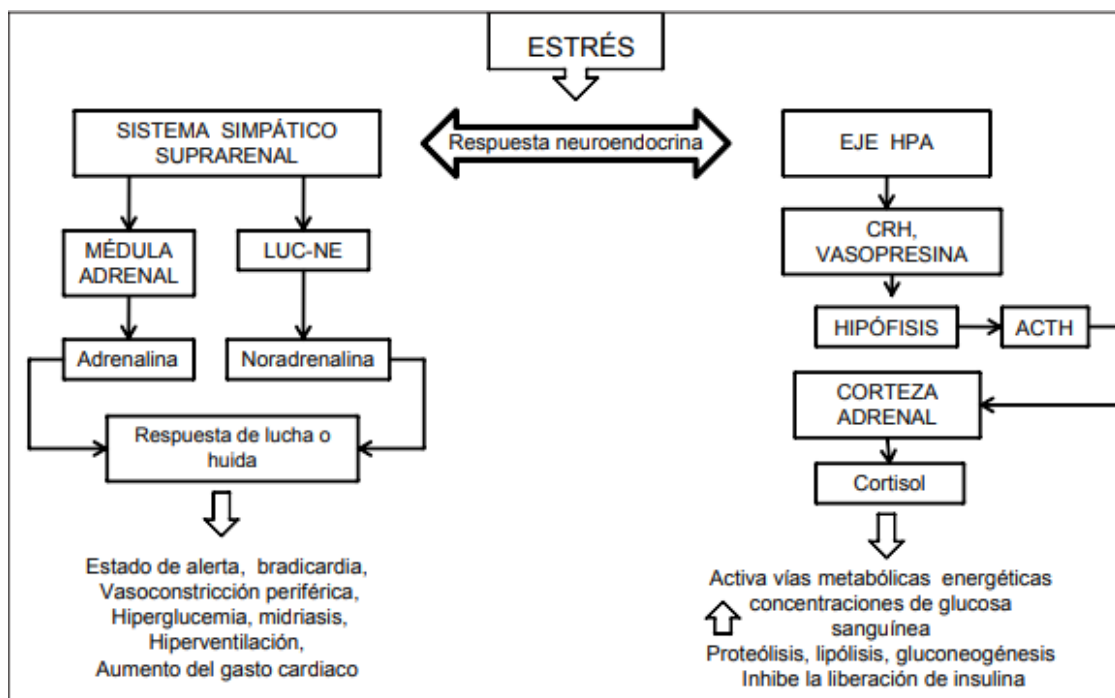 ESTRÉS
Respuesta neuroendocrina
SISTEMA SIMPÁTICO
SUPRARENAL
MÉDULA
ADRENAL
LUC-NE
Adrenalina
Noradrenalina
Respuesta de lucha o
huida
Estado de alerta, bradicardia,
Vasoconstricción periférica,
Hiperglucemia, midriasis,
Hiperventilación,
Aumento del gasto cardiaco
EJE HPA
CRH,
VASOPRESINA
HIPÓFISIS
ACTH
CORTEZA
ADRENAL
Cortisol
Activa vías metabólicas energéticas
concentraciones de glucosa
sanguínea
Proteólisis, lipólisis, gluconeogénesis
Inhibe la liberación de insulina